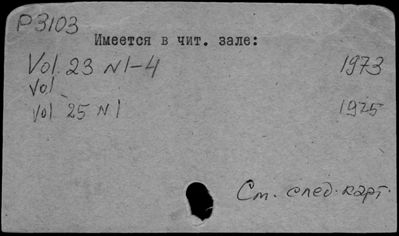 P3103
Имеется в чит. зале:
Vol. 23 N1-4 1973
Vol.
Vol 25 N1 1975
См. след. карт.